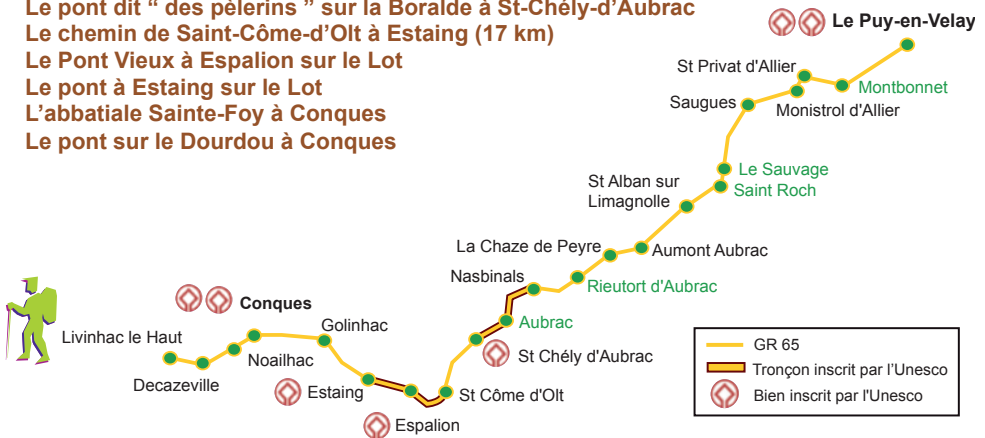 Le pont dit “ des pèlerins ” sur la Boralde à St-Chély-d’Aubrac
Le chemin de Saint-Côme-d’Olt à Estaing (17 km)
Le Pont Vieux à Espalion sur le Lot
Le pont à Estaing sur le Lot
L’abbatiale Sainte-Foy à Conques
Le pont sur le Dourdou à Conques
Le Puy-en-Velay
St Privat d'Allier
Montbonnet
Saugues
Monistrol d'Allier
Le Sauvage
Saint Roch
St Alban sur
Limagnolle
La Chaze de Peyre
Aumont Aubrac
Nasbinals
Rieutort d'Aubrac
Conques
Aubrac
Golinhac
Livinhac le Haut
Noailhac
St Chély d'Aubrac
Decazeville
Estaing
St Côme d'Olt
Espalion
GR 65
Tronçon inscrit par l’Unesco
Bien inscrit par l'Unesco